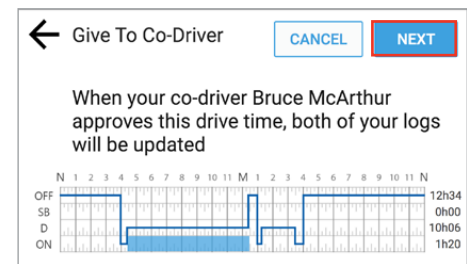 Give To Co-Driver
CANCEL
NEXT
When your co-driver Bruce McArthur
approves this drive time, both of your logs
will be updated
N 1 2 3 4 5 6 7 8 9 10 11 M 1 2 3 4 5 6 7 8 9 10 11 N
OFF 12h34
SB 0h00
D 10h06
ON 1h20